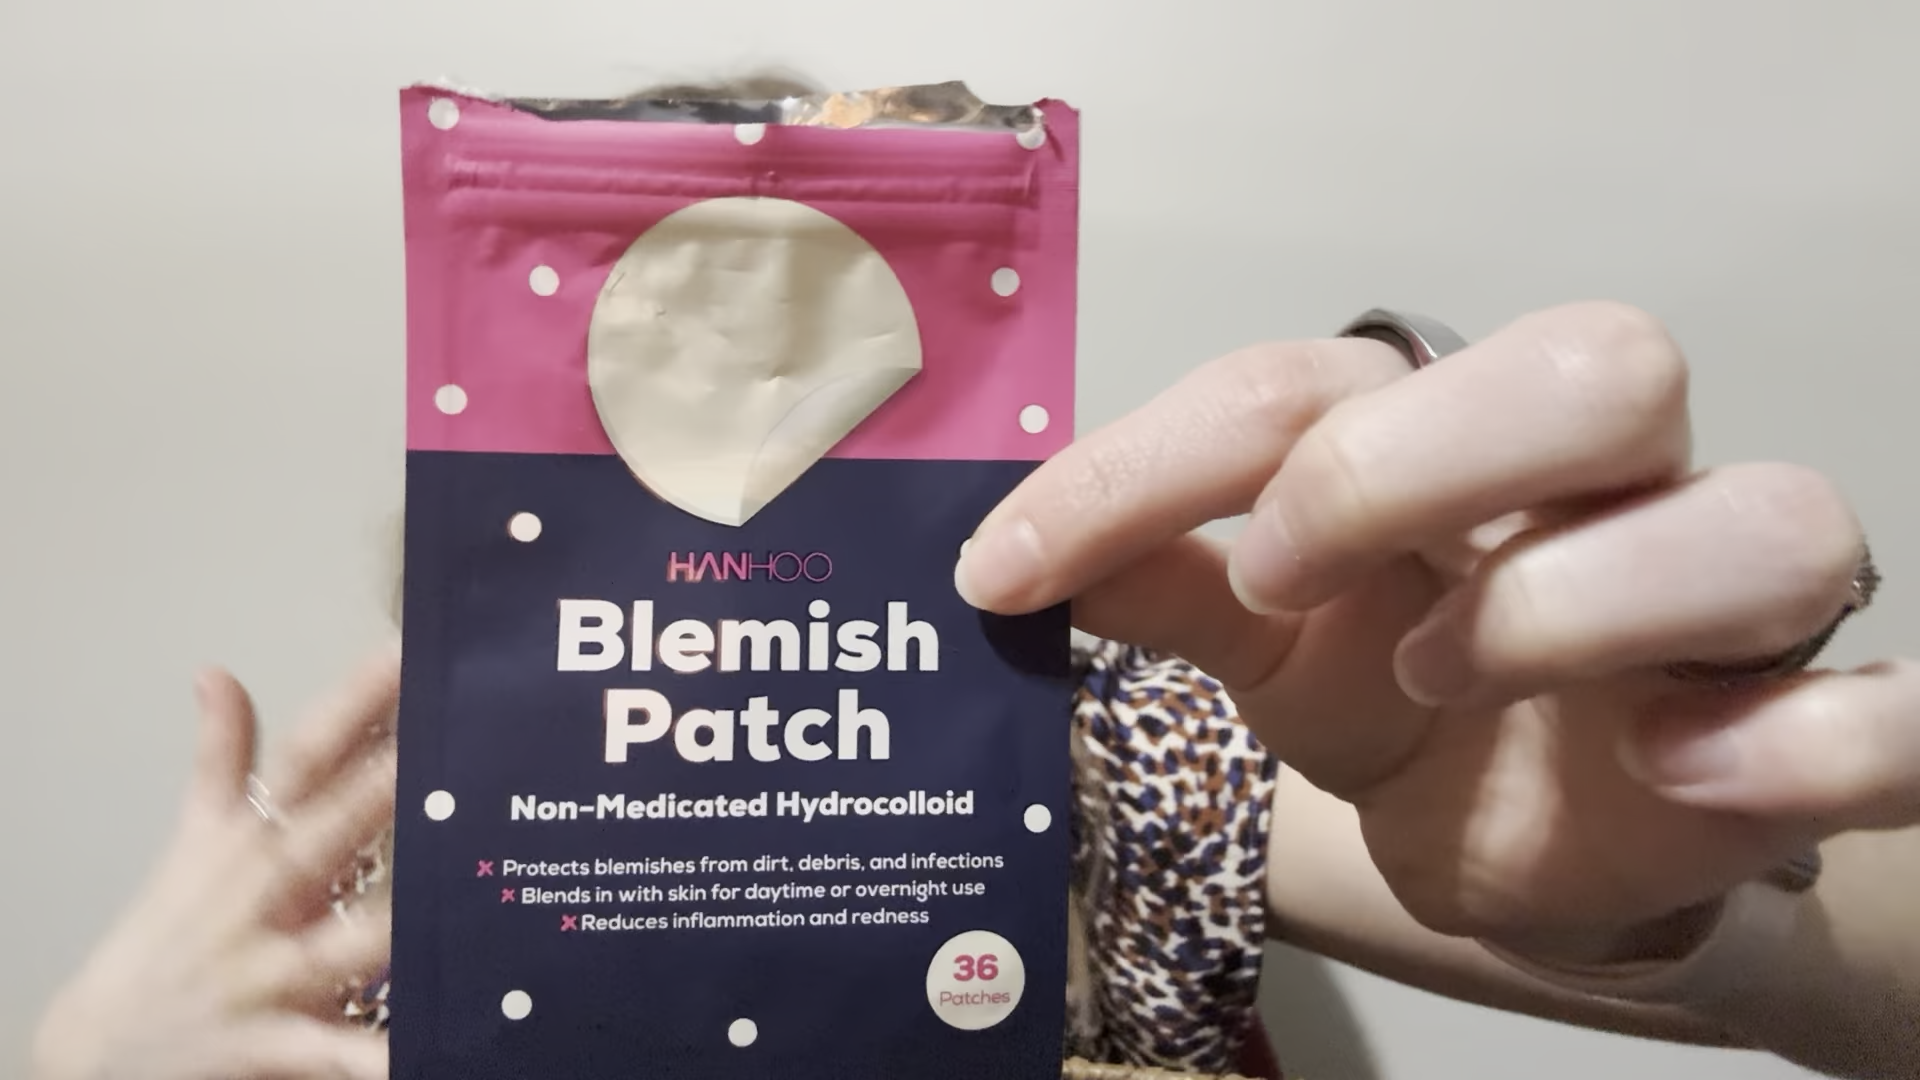 HANHOO
Blemish
Patch
Non-Medicated Hydrocolloid
Protects blemishes from dirt, debris, and infections
Blends in with skin for daytime or overnight use
Reduces inflammation and redness
36
Patches